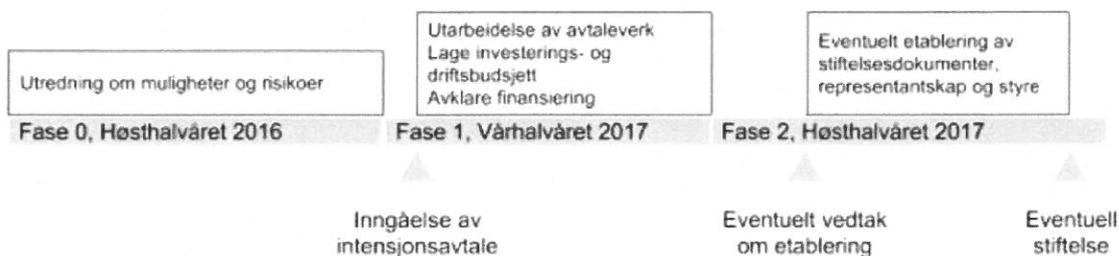 Utredning om muligheter og risikoer
Utarbeidelse av avtaleverk
Lage investerings- og
driftsbudsjett
Avklare finansiering
Eventuelt etablering av
stiftelsesdokumenter,
representantskap og styre
Fase 0, Høsthalvåret 2016
Fase 1, Vårhalvåret 2017
Fase 2, Høsthalvåret 2017
Inngåelse av
intensjonsavtale
Eventuelt vedtak
om etablering
Eventuell
stiftelse